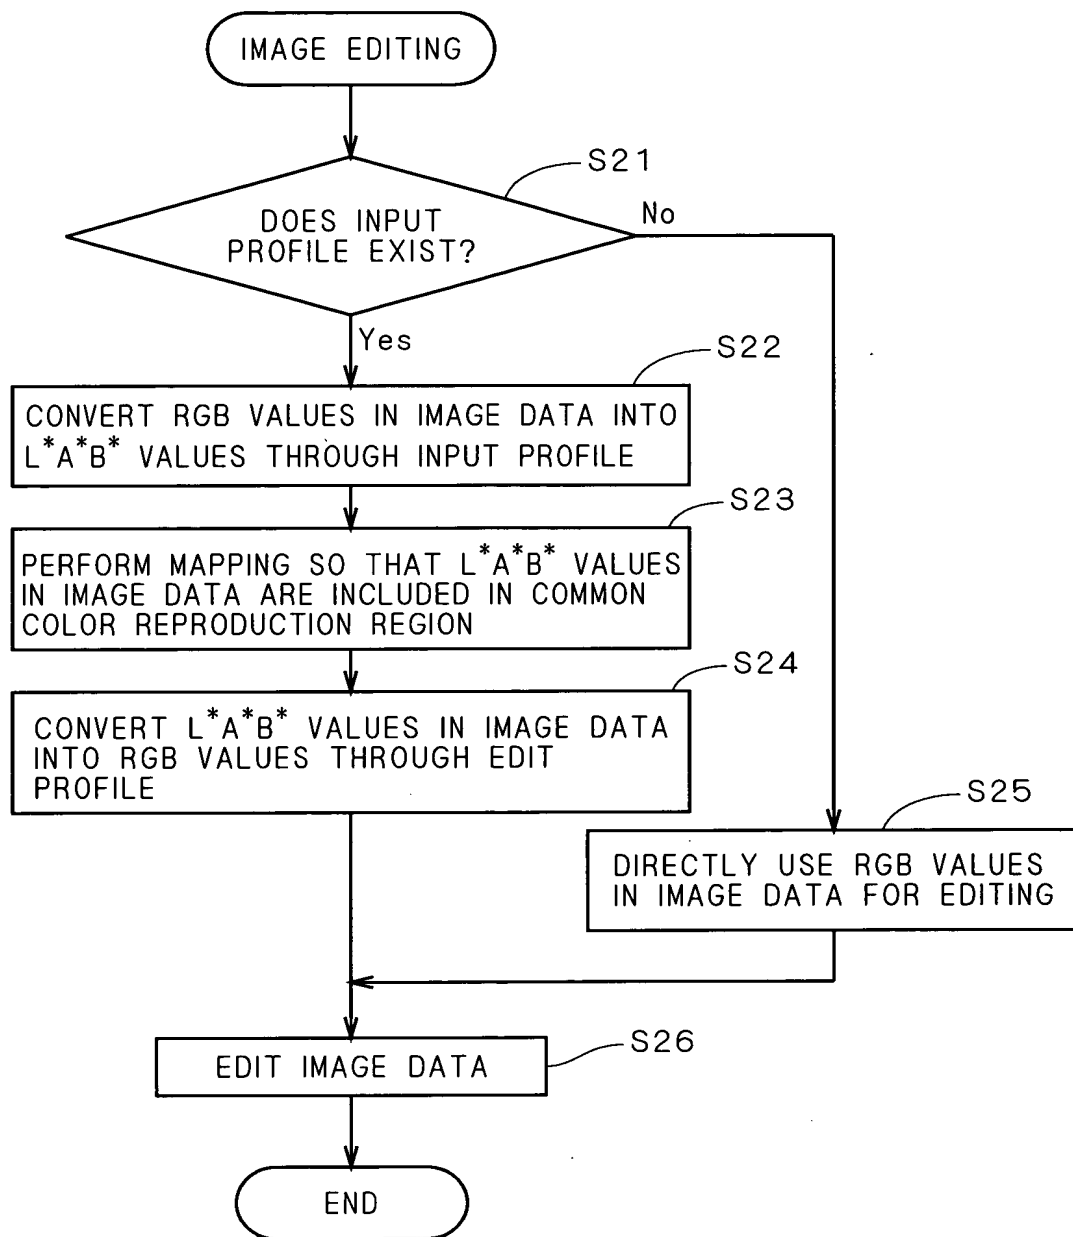 IMAGE EDITING
S21
DOES INPUT
PROFILE EXIST?
No
Yes
S22
CONVERT RGB VALUES IN IMAGE DATA INTO
L*A*B* VALUES THROUGH INPUT PROFILE
S23
PERFORM MAPPING SO THAT L*A*B* VALUES
IN IMAGE DATA ARE INCLUDED IN COMMON
COLOR REPRODUCTION REGION
S24
CONVERT L*A*B* VALUES IN IMAGE DATA
INTO RGB VALUES THROUGH EDIT
PROFILE
S25
DIRECTLY USE RGB VALUES
IN IMAGE DATA FOR EDITING
S26
EDIT IMAGE DATA
END